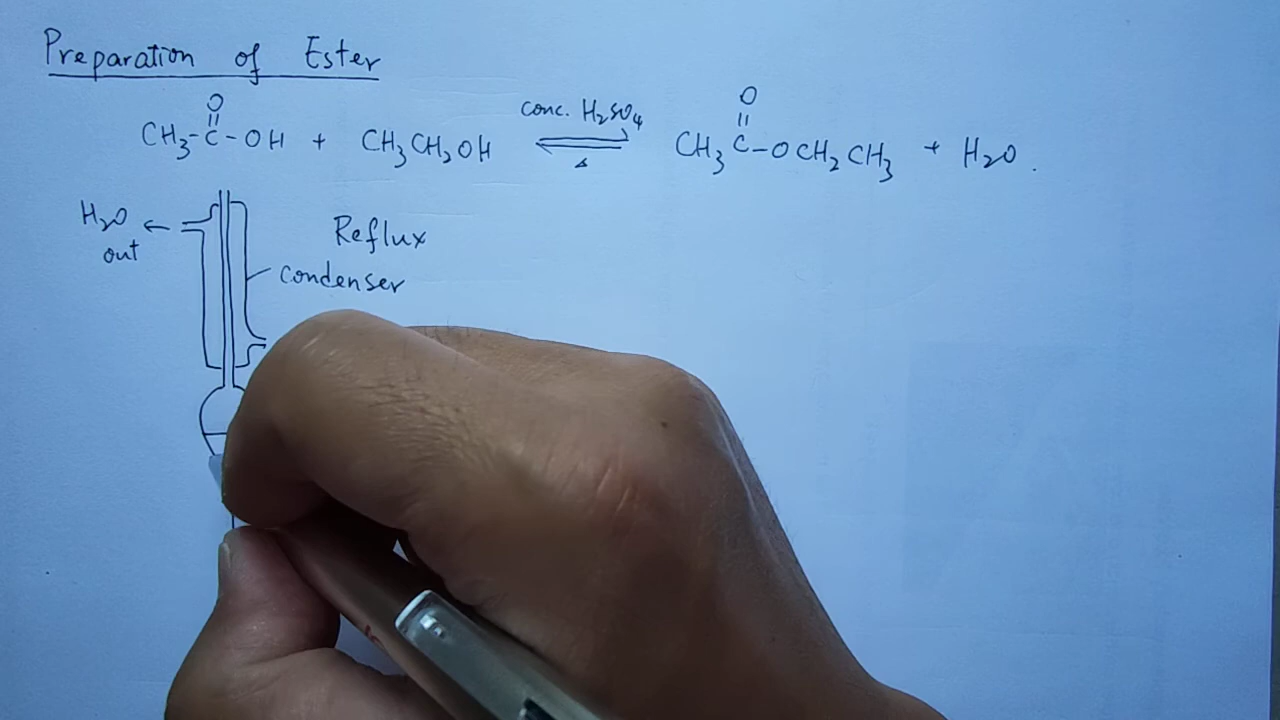 Preparation of Ester
O
||
CH3-C-OH + CH3CH2OH conc. H2SO4 ⇌ Δ CH3C-OCH2CH3 + H2O.
O
||
H2O ←
out
Reflux
condenser